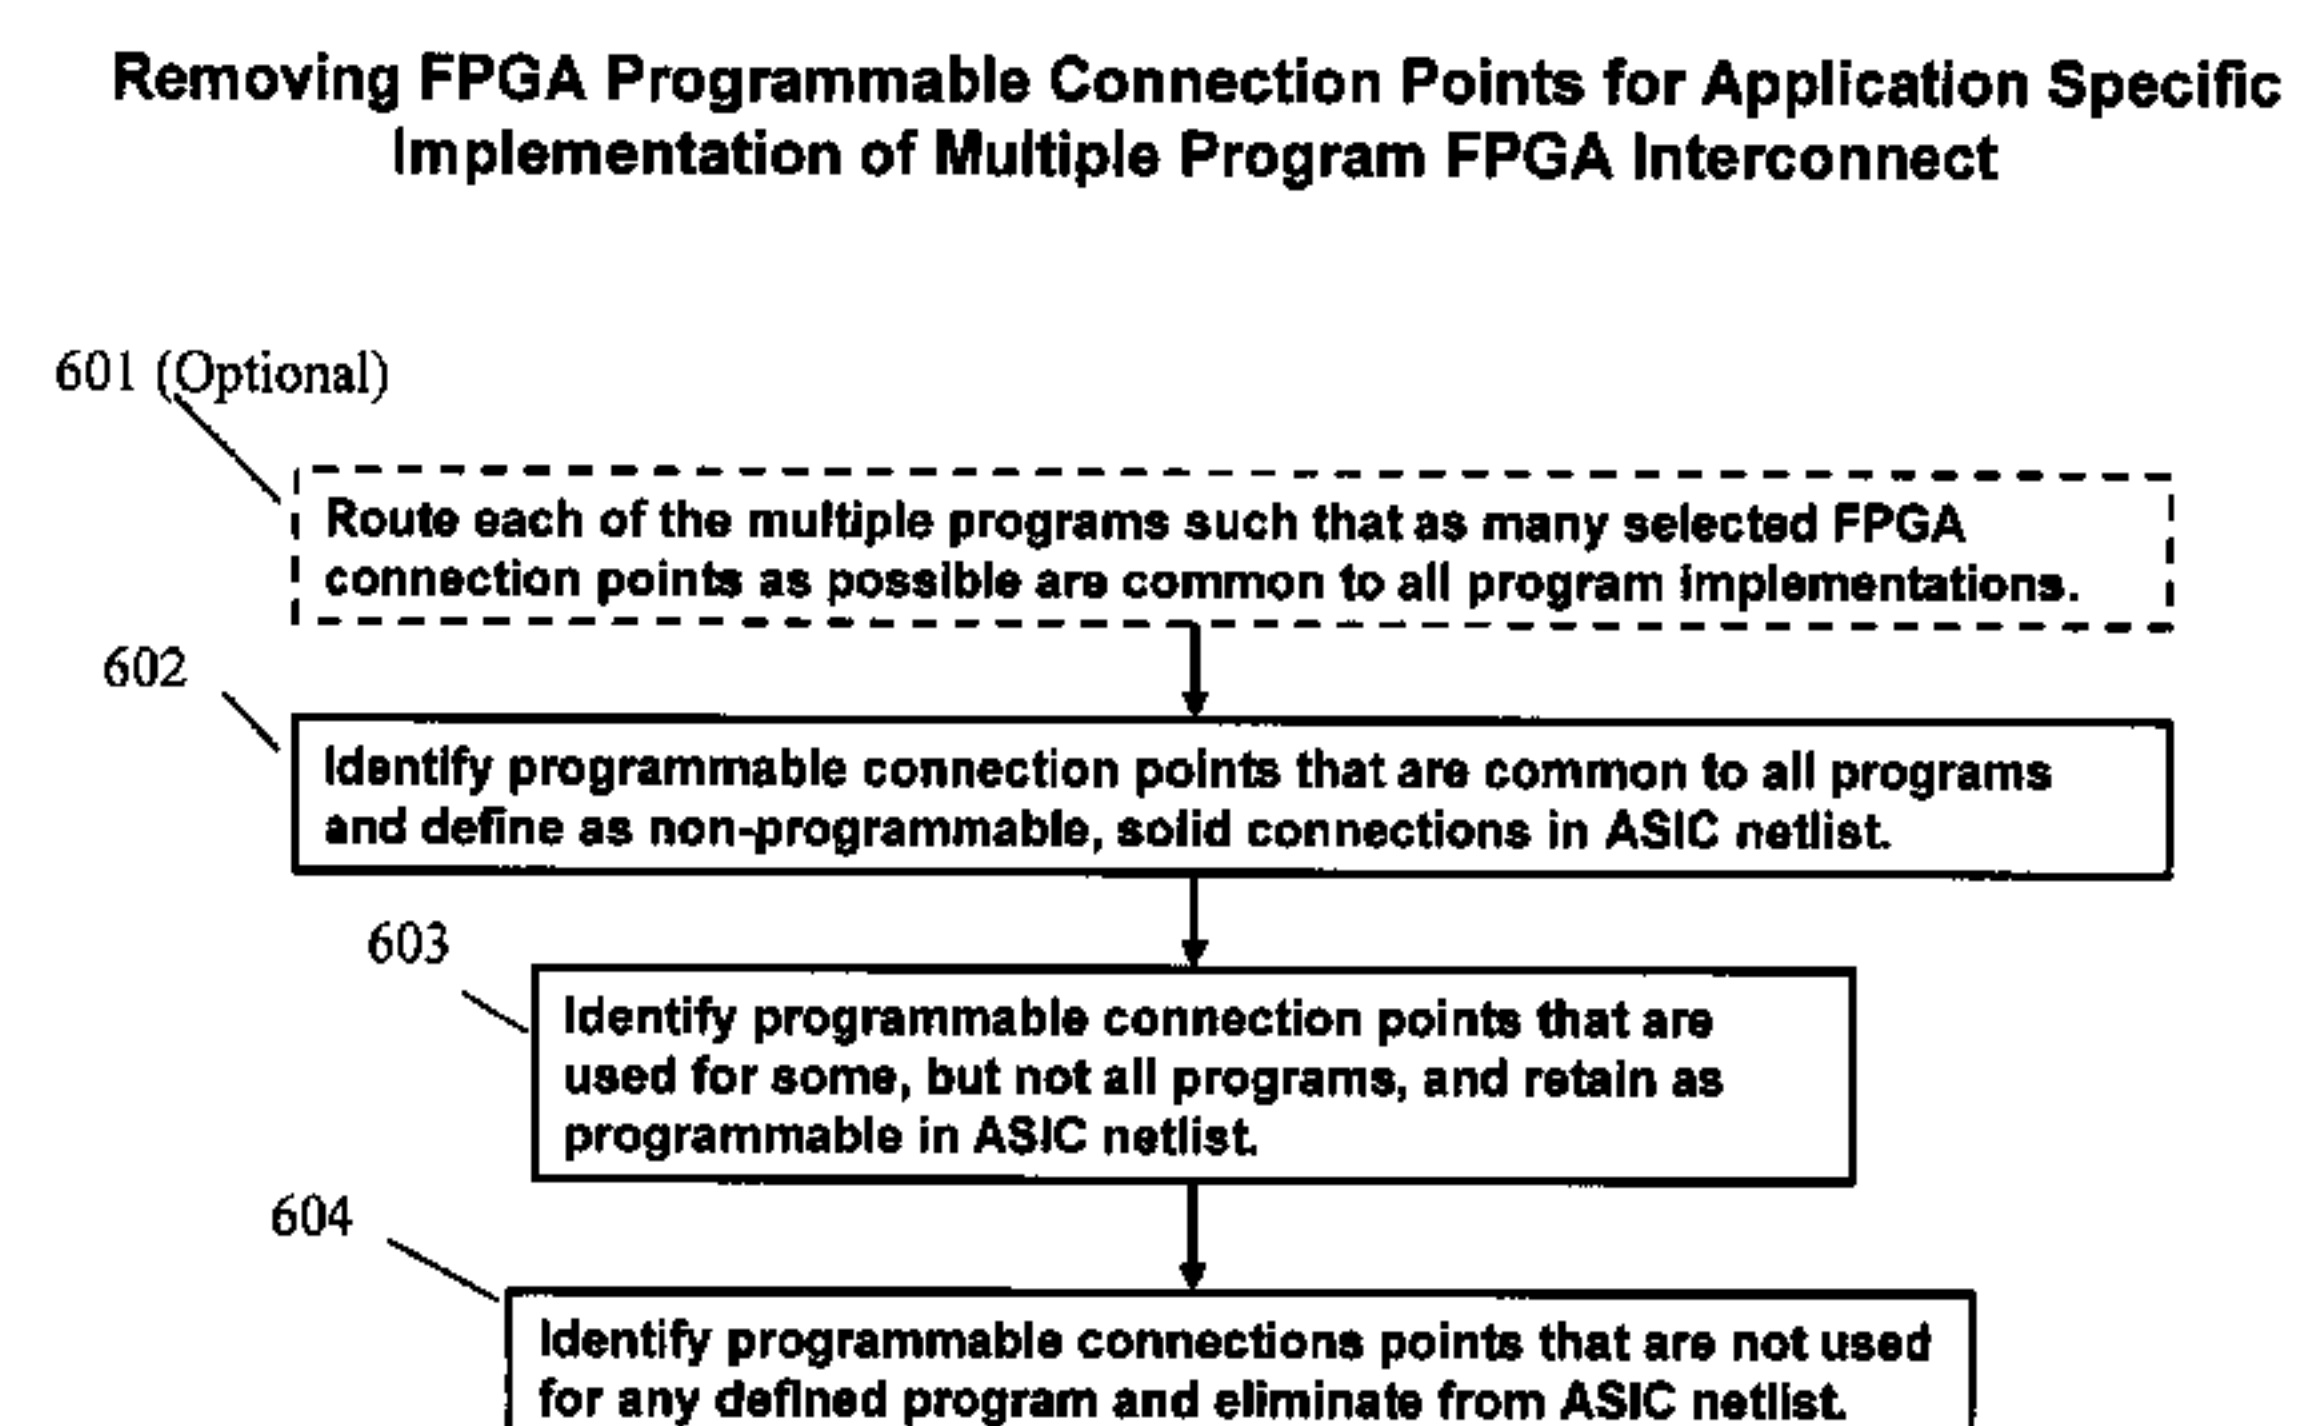 Removing FPGA Programmable Connection Points for Application Specific
Implementation of Multiple Program FPGA Interconnect
601 (Optional)
Route each of the multiple programs such that as many selected FPGA
connection points as possible are common to all program implementations.
602
Identify programmable connection points that are common to all programs
and define as non-programmable, solid connections in ASIC netlist.
603
Identify programmable connection points that are
used for some, but not all programs, and retain as
programmable in ASIC netlist.
604
Identify programmable connections points that are not used
for any defined program and eliminate from ASIC netlist.